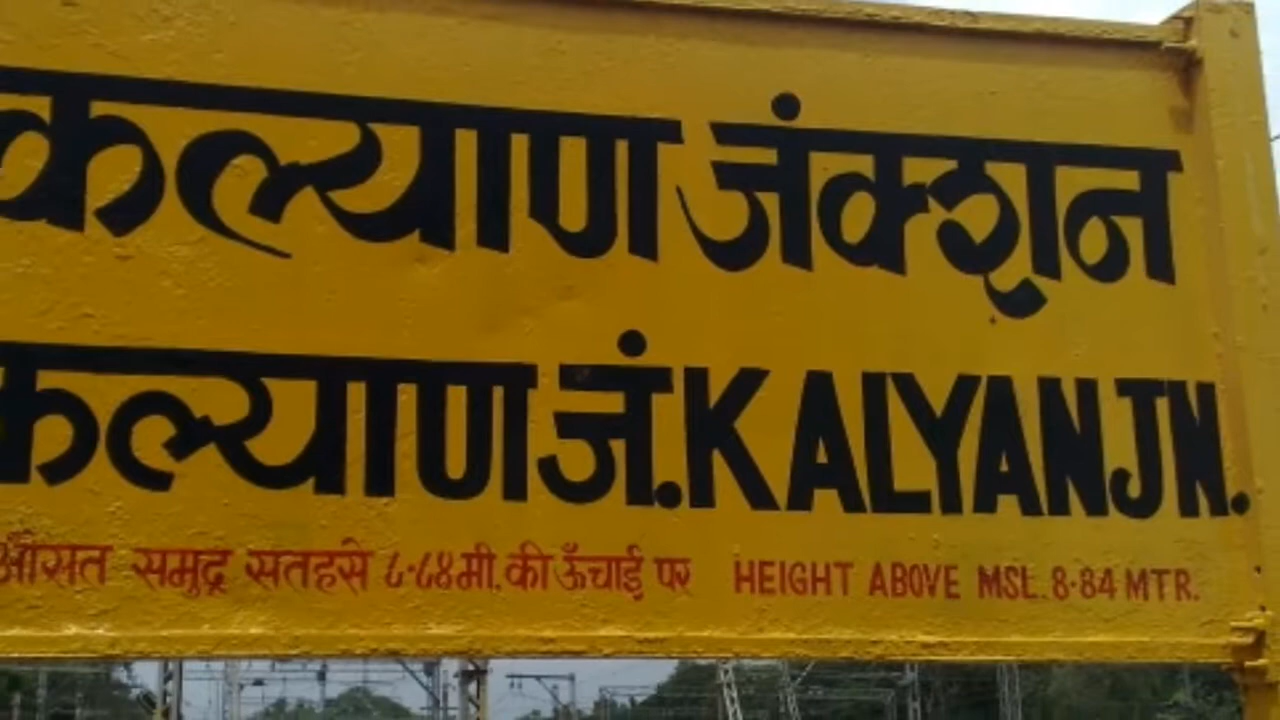 कल्याण जंक्शन
कल्याण जं. KALYAN JN.
औसत समुद्र सतहसे ८·८४ मी. की ऊँचाई पर HEIGHT ABOVE MSL. 8·84 MTR.